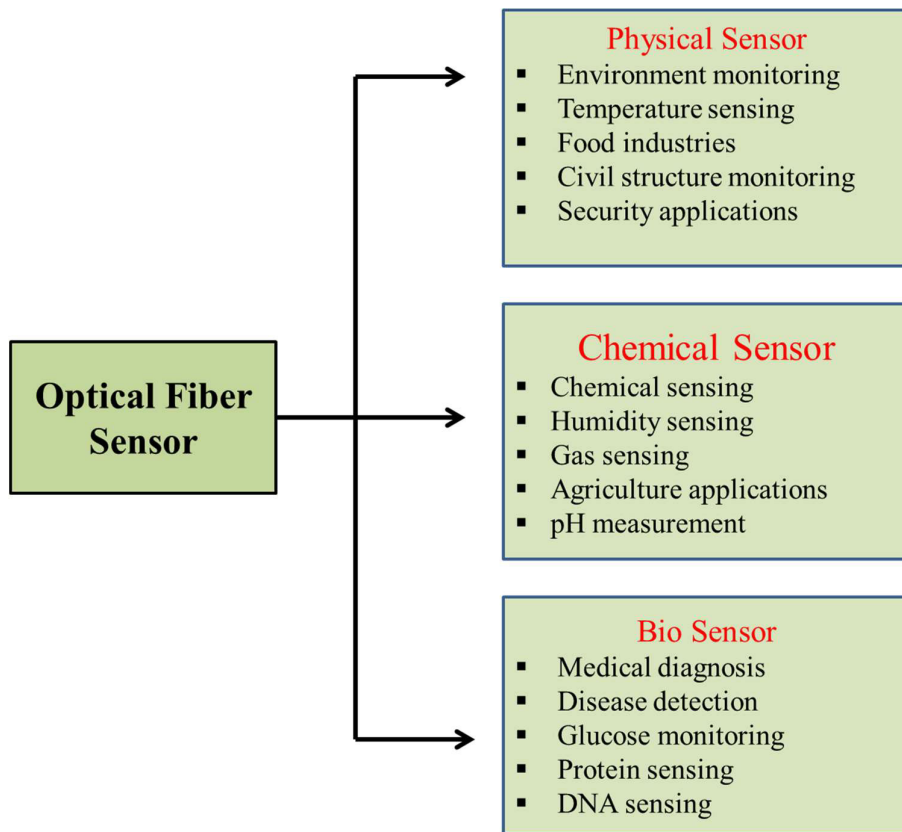 Optical Fiber
Sensor
Physical Sensor
▪ Environment monitoring
▪ Temperature sensing
▪ Food industries
▪ Civil structure monitoring
▪ Security applications
Chemical Sensor
▪ Chemical sensing
▪ Humidity sensing
▪ Gas sensing
▪ Agriculture applications
▪ pH measurement
Bio Sensor
▪ Medical diagnosis
▪ Disease detection
▪ Glucose monitoring
▪ Protein sensing
▪ DNA sensing